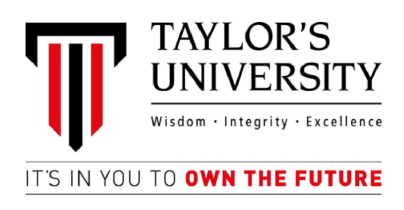 TAYLOR'S
UNIVERSITY
Wisdom · Integrity · Excellence
IT'S IN YOU TO OWN THE FUTURE